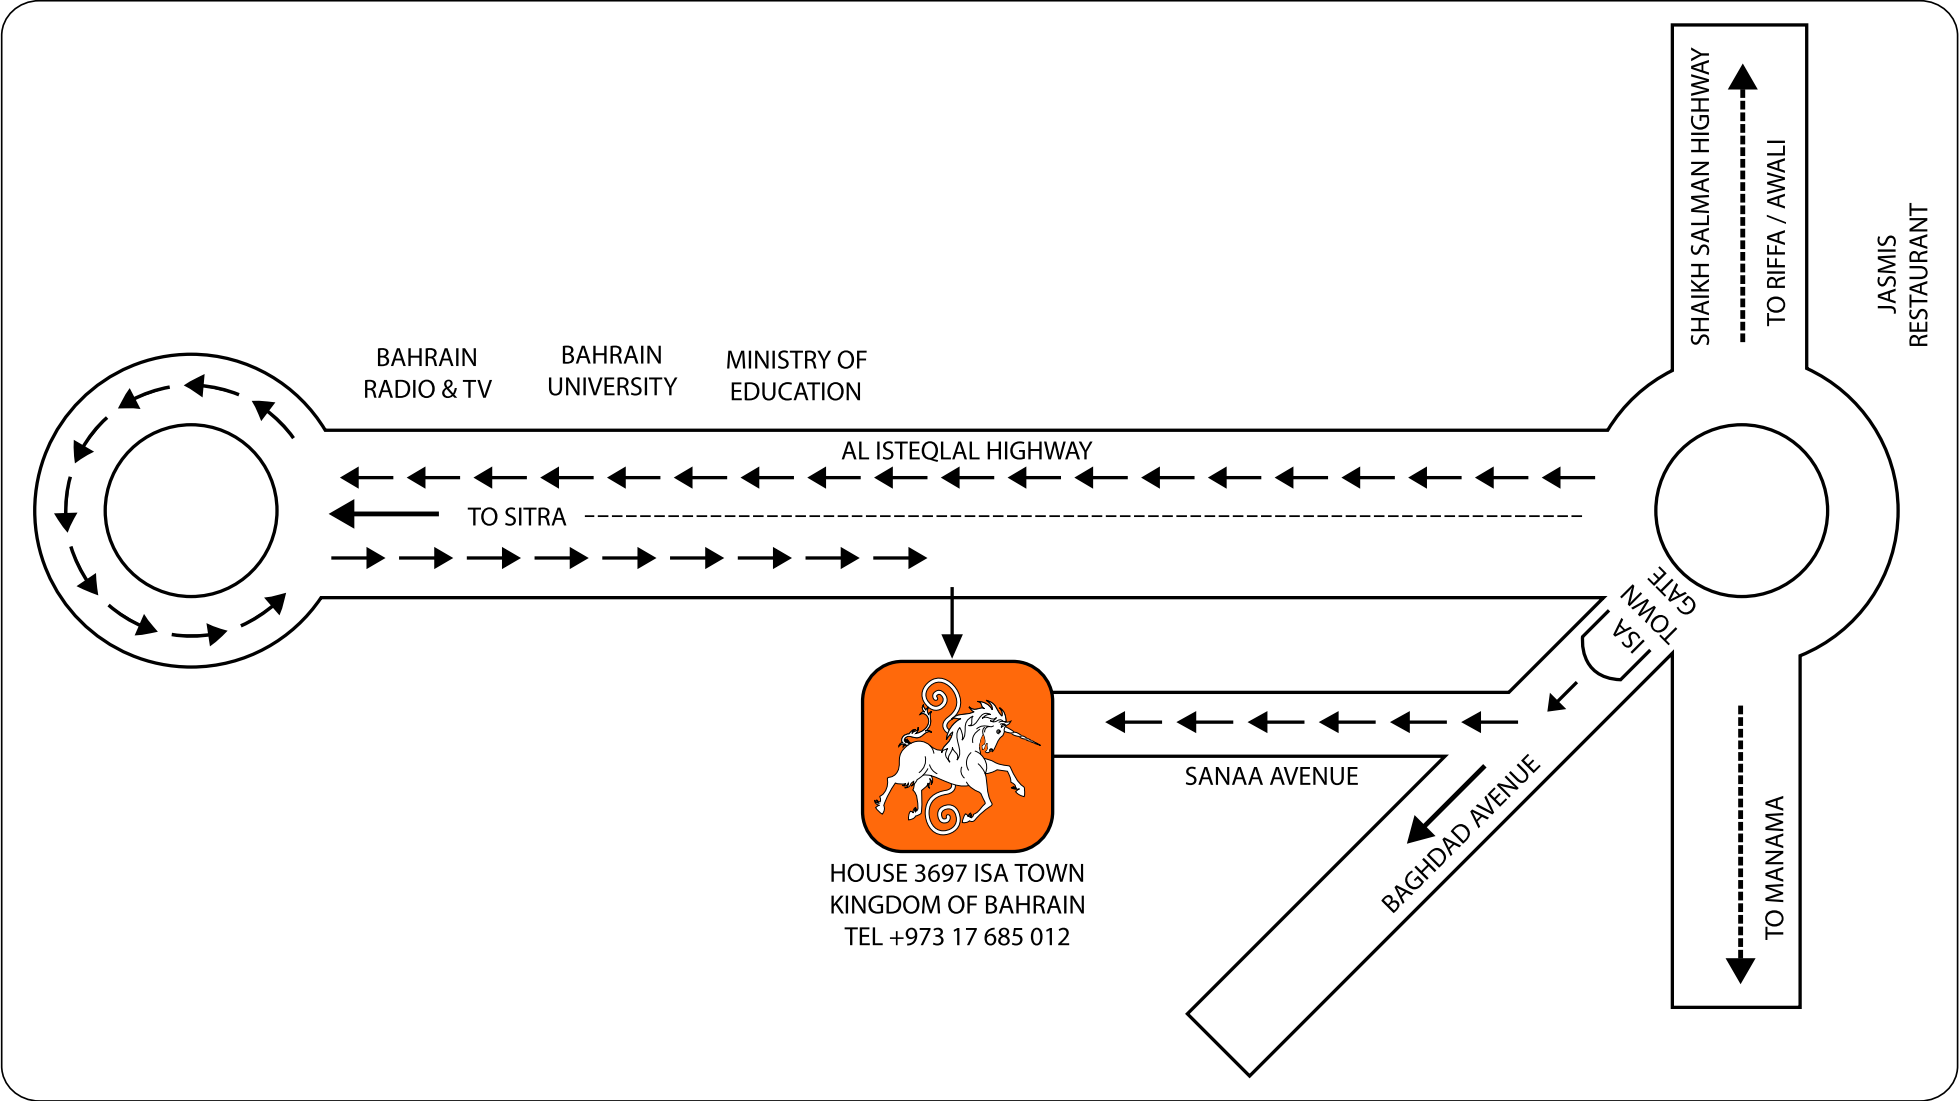 SHAIKH SALMAN HIGHWAY
TO RIFFA / AWALI
JASMIS
RESTAURANT
BAHRAIN
RADIO & TV
BAHRAIN
UNIVERSITY
MINISTRY OF
EDUCATION
AL ISTEQLAL HIGHWAY
TO SITRA
ISA
TOWN
GATE
SANAA AVENUE
BAGHDAD AVENUE
TO MANAMA
HOUSE 3697 ISA TOWN
KINGDOM OF BAHRAIN
TEL +973 17 685 012